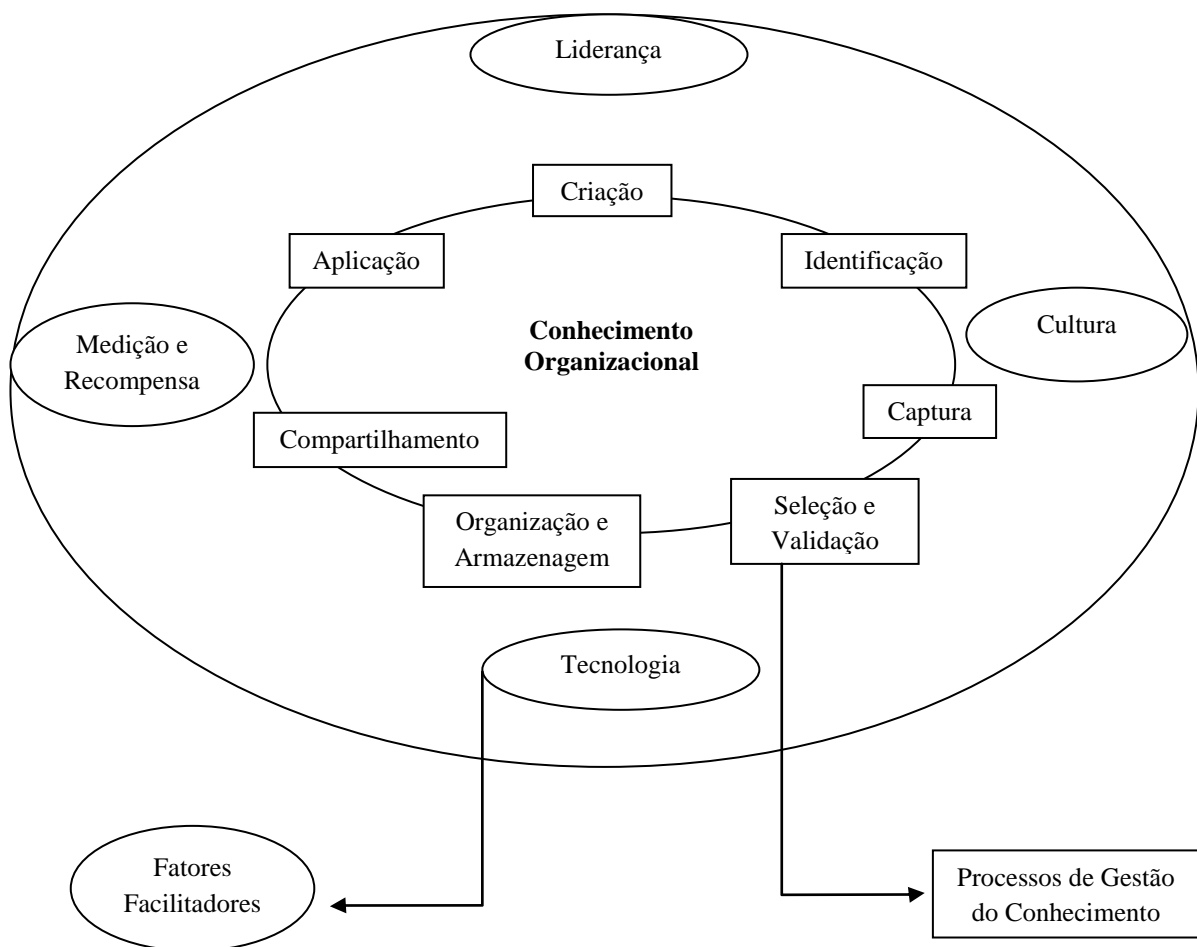 Liderança
Criação
Aplicação
Identificação
Conhecimento
Organizacional
Medição e
Recompensa
Cultura
Captura
Compartilhamento
Seleção e
Validação
Organização e
Armazenagem
Tecnologia
Fatores
Facilitadores
Processos de Gestão
do Conhecimento